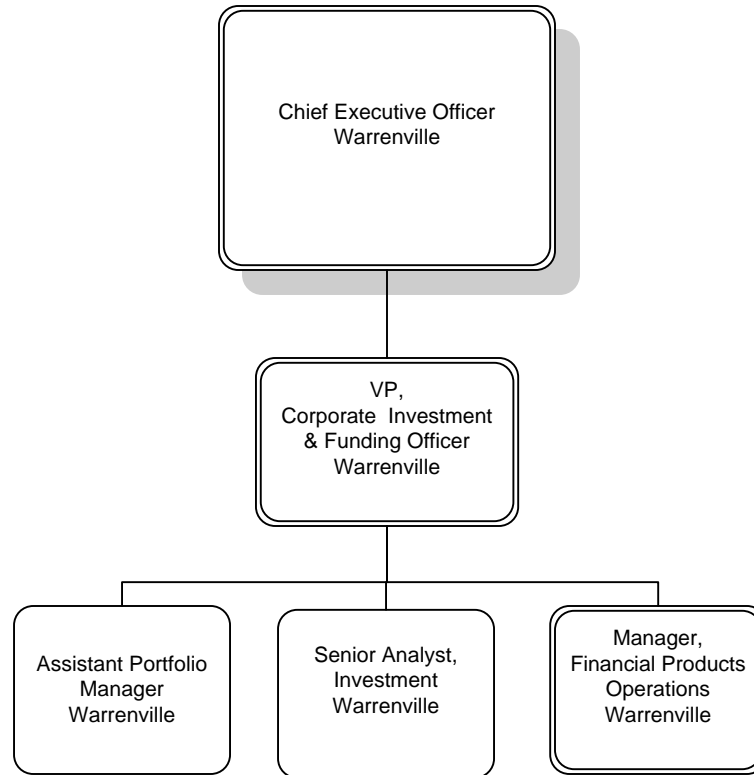 Chief Executive Officer
Warrenville
VP,
Corporate  Investment
& Funding Officer
Warrenville
Assistant Portfolio
Manager
Warrenville
Senior Analyst,
Investment
Warrenville
Manager,
Financial Products
Operations
Warrenville